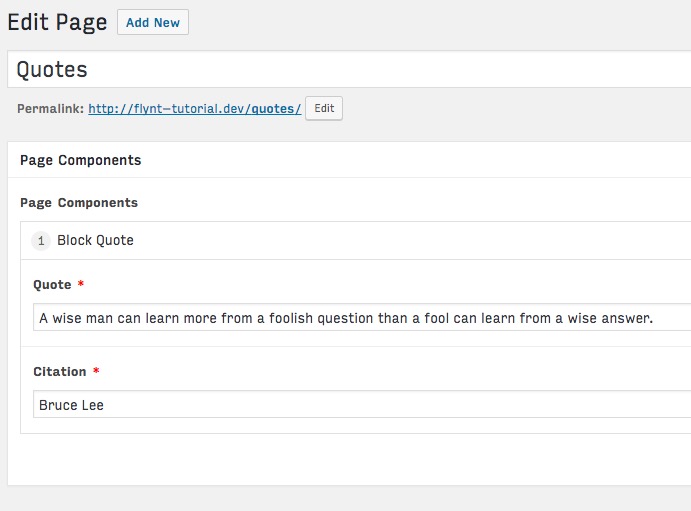 Edit Page Add New
Quotes
Permalink: http://flynt-tutorial.dev/quotes/ Edit
Page Components
Page Components
1 Block Quote
Quote *
A wise man can learn more from a foolish question than a fool can learn from a wise answer.
Citation *
Bruce Lee